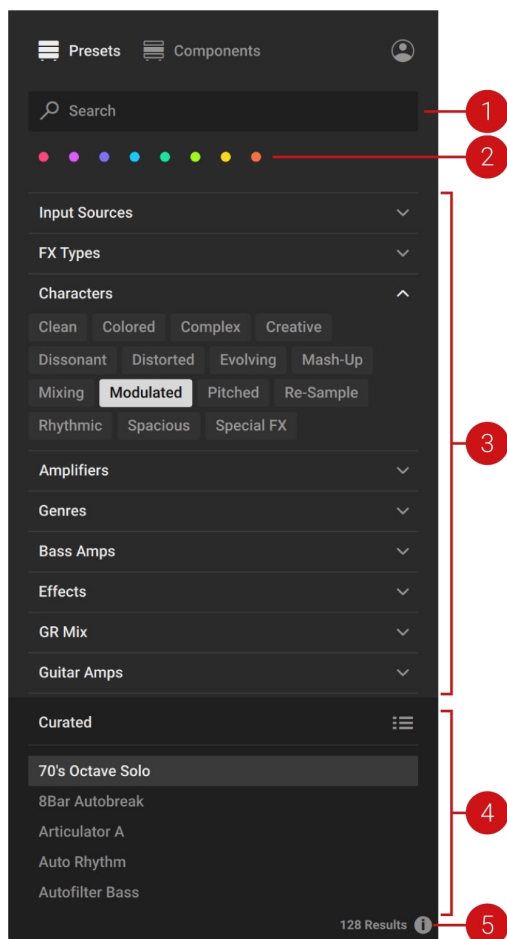 Presets Components
Search
1
2
Input Sources
FX Types
Characters
Clean Colored Complex Creative
Dissonant Distorted Evolving Mash-Up
Mixing Modulated Pitched Re-Sample
Rhythmic Spacious Special FX
3
Amplifiers
Genres
Bass Amps
Effects
GR Mix
Guitar Amps
Curated
70's Octave Solo
8Bar Autobreak
4
Articulator A
Auto Rhythm
Autofilter Bass
128 Results i 5